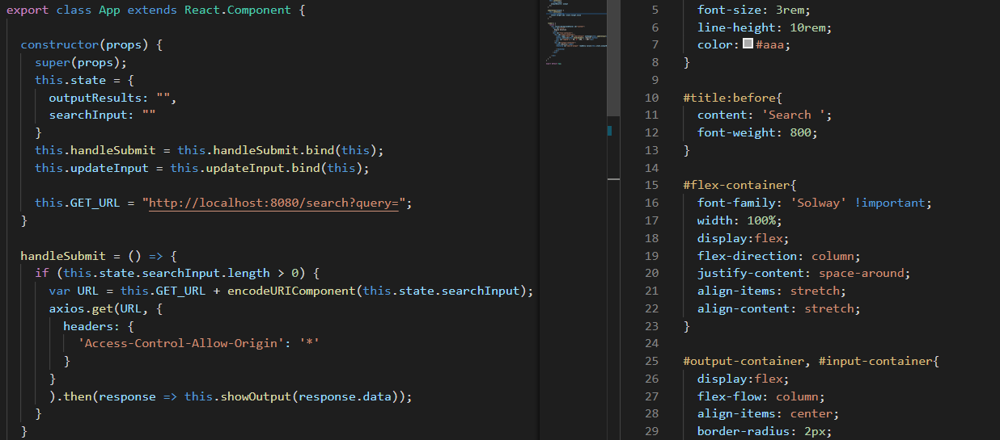 export class App extends React.Component {
constructor(props) {
super(props);
this.state = {
outputResults: "",
searchInput: ""
}
this.handleSubmit = this.handleSubmit.bind(this);
this.updateInput = this.updateInput.bind(this);
this.GET_URL = "http://localhost:8080/search?query=";
}
handleSubmit = () => {
if (this.state.searchInput.length > 0) {
var URL = this.GET_URL + encodeURIComponent(this.state.searchInput);
axios.get(URL, {
headers: {
'Access-Control-Allow-Origin': '*'
}
}
).then(response => this.showOutput(response.data));
}
}
5 font-size: 3rem;
6 line-height: 10rem;
7 color: #aaa;
8 }
9
10 #title:before{
11 content: 'Search ';
12 font-weight: 800;
13 }
14
15 #flex-container{
16 font-family: 'Solway' !important;
17 width: 100%;
18 display:flex;
19 flex-direction: column;
20 justify-content: space-around;
21 align-items: stretch;
22 align-content: stretch;
23 }
24
25 #output-container, #input-container{
26 display:flex;
27 flex-flow: column;
28 align-items: center;
29 border-radius: 2px;